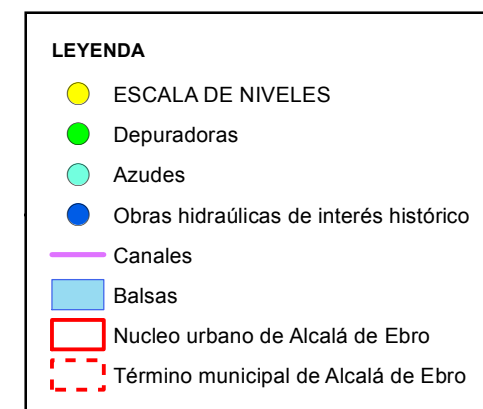 LEYENDA
ESCALA DE NIVELES
Depuradoras
Azudes
Obras hidraúlicas de interés histórico
Canales
Balsas
Nucleo urbano de Alcalá de Ebro
Término municipal de Alcalá de Ebro